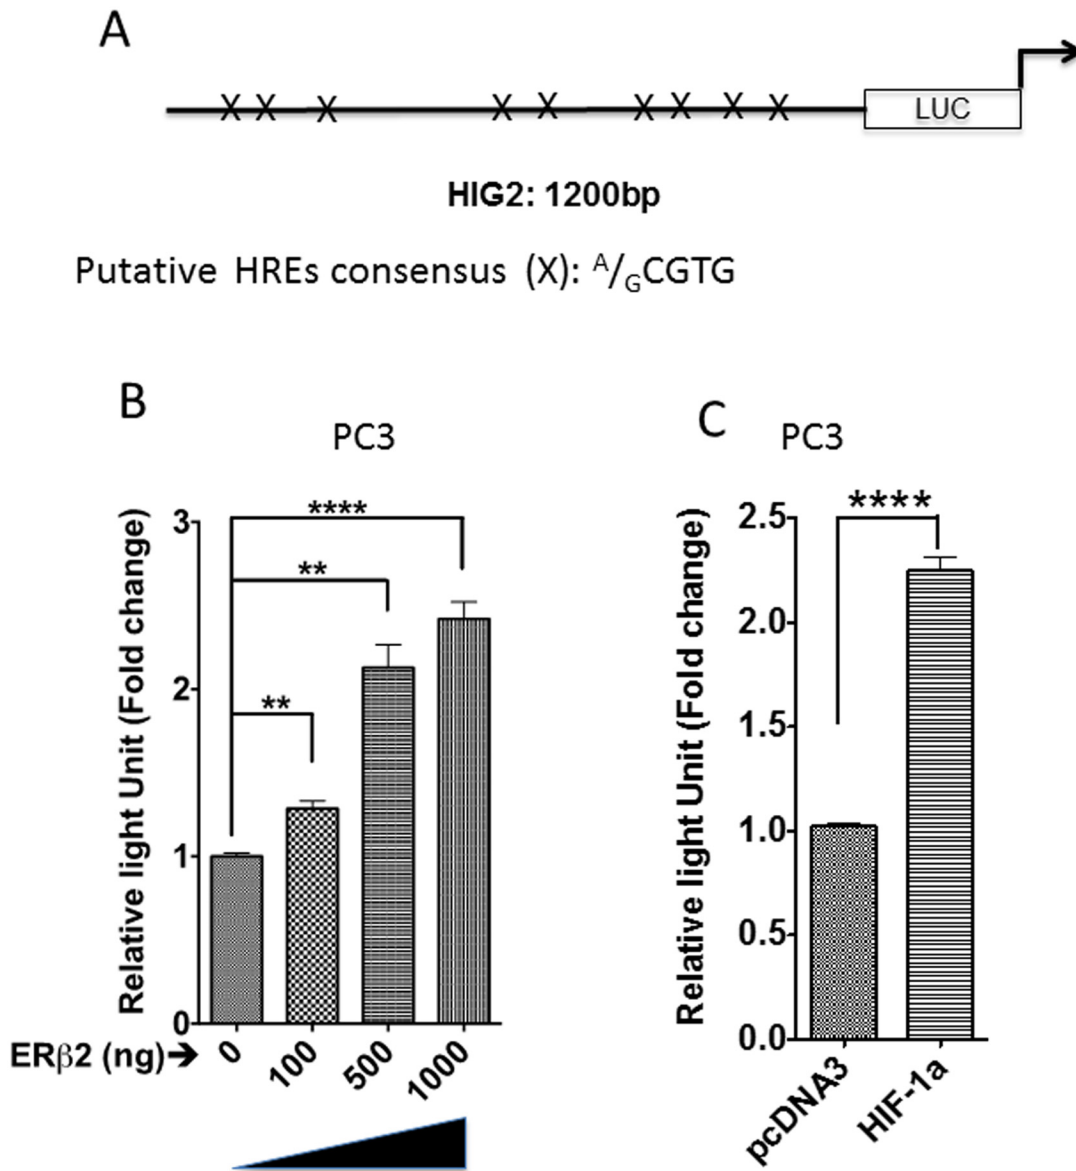 A
X X X X X X X X X
LUC
HIG2: 1200bp
Putative HREs consensus (X): A/GCGTG
B
PC3
Relative light Unit (Fold change)
3
2
1
0
****
**
**
ERβ2 (ng)➔
0
100
500
1000
C
PC3
Relative light Unit (Fold change)
2.5
2.0
1.5
1.0
0.5
0.0
****
pcDNA3
HIF-1a